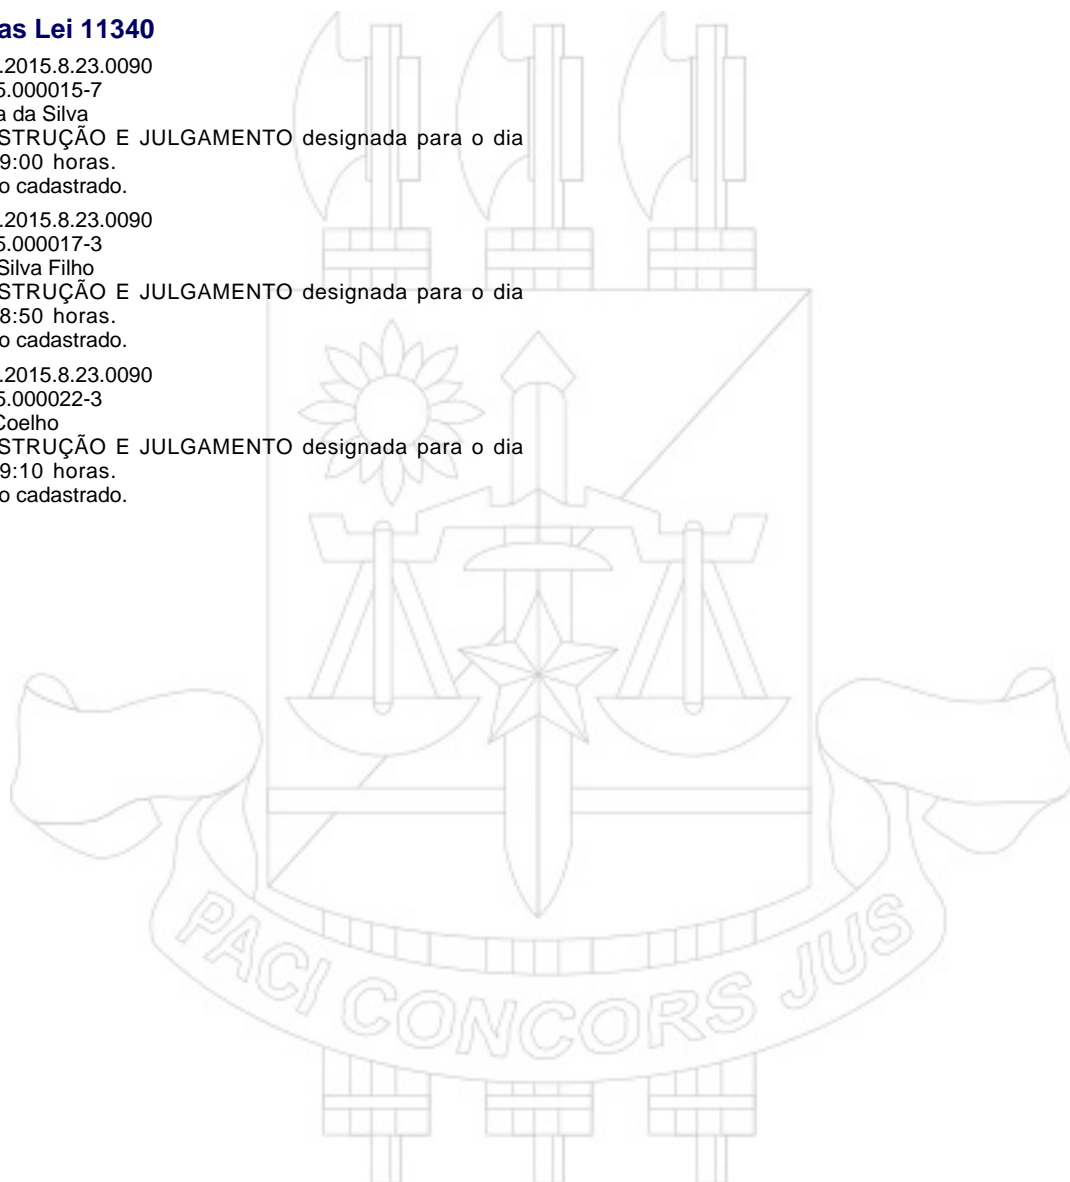 as Lei 11340
.2015.8.23.0090
5.000015-7
a da Silva
STRUÇÃO E JULGAMENTO designada para o dia
9:00 horas.
o cadastrado.
.2015.8.23.0090
5.000017-3
Silva Filho
STRUÇÃO E JULGAMENTO designada para o dia
8:50 horas.
o cadastrado.
.2015.8.23.0090
5.000022-3
Coelho
STRUÇÃO E JULGAMENTO designada para o dia
9:10 horas.
o cadastrado.
PACI CONCORS JUS